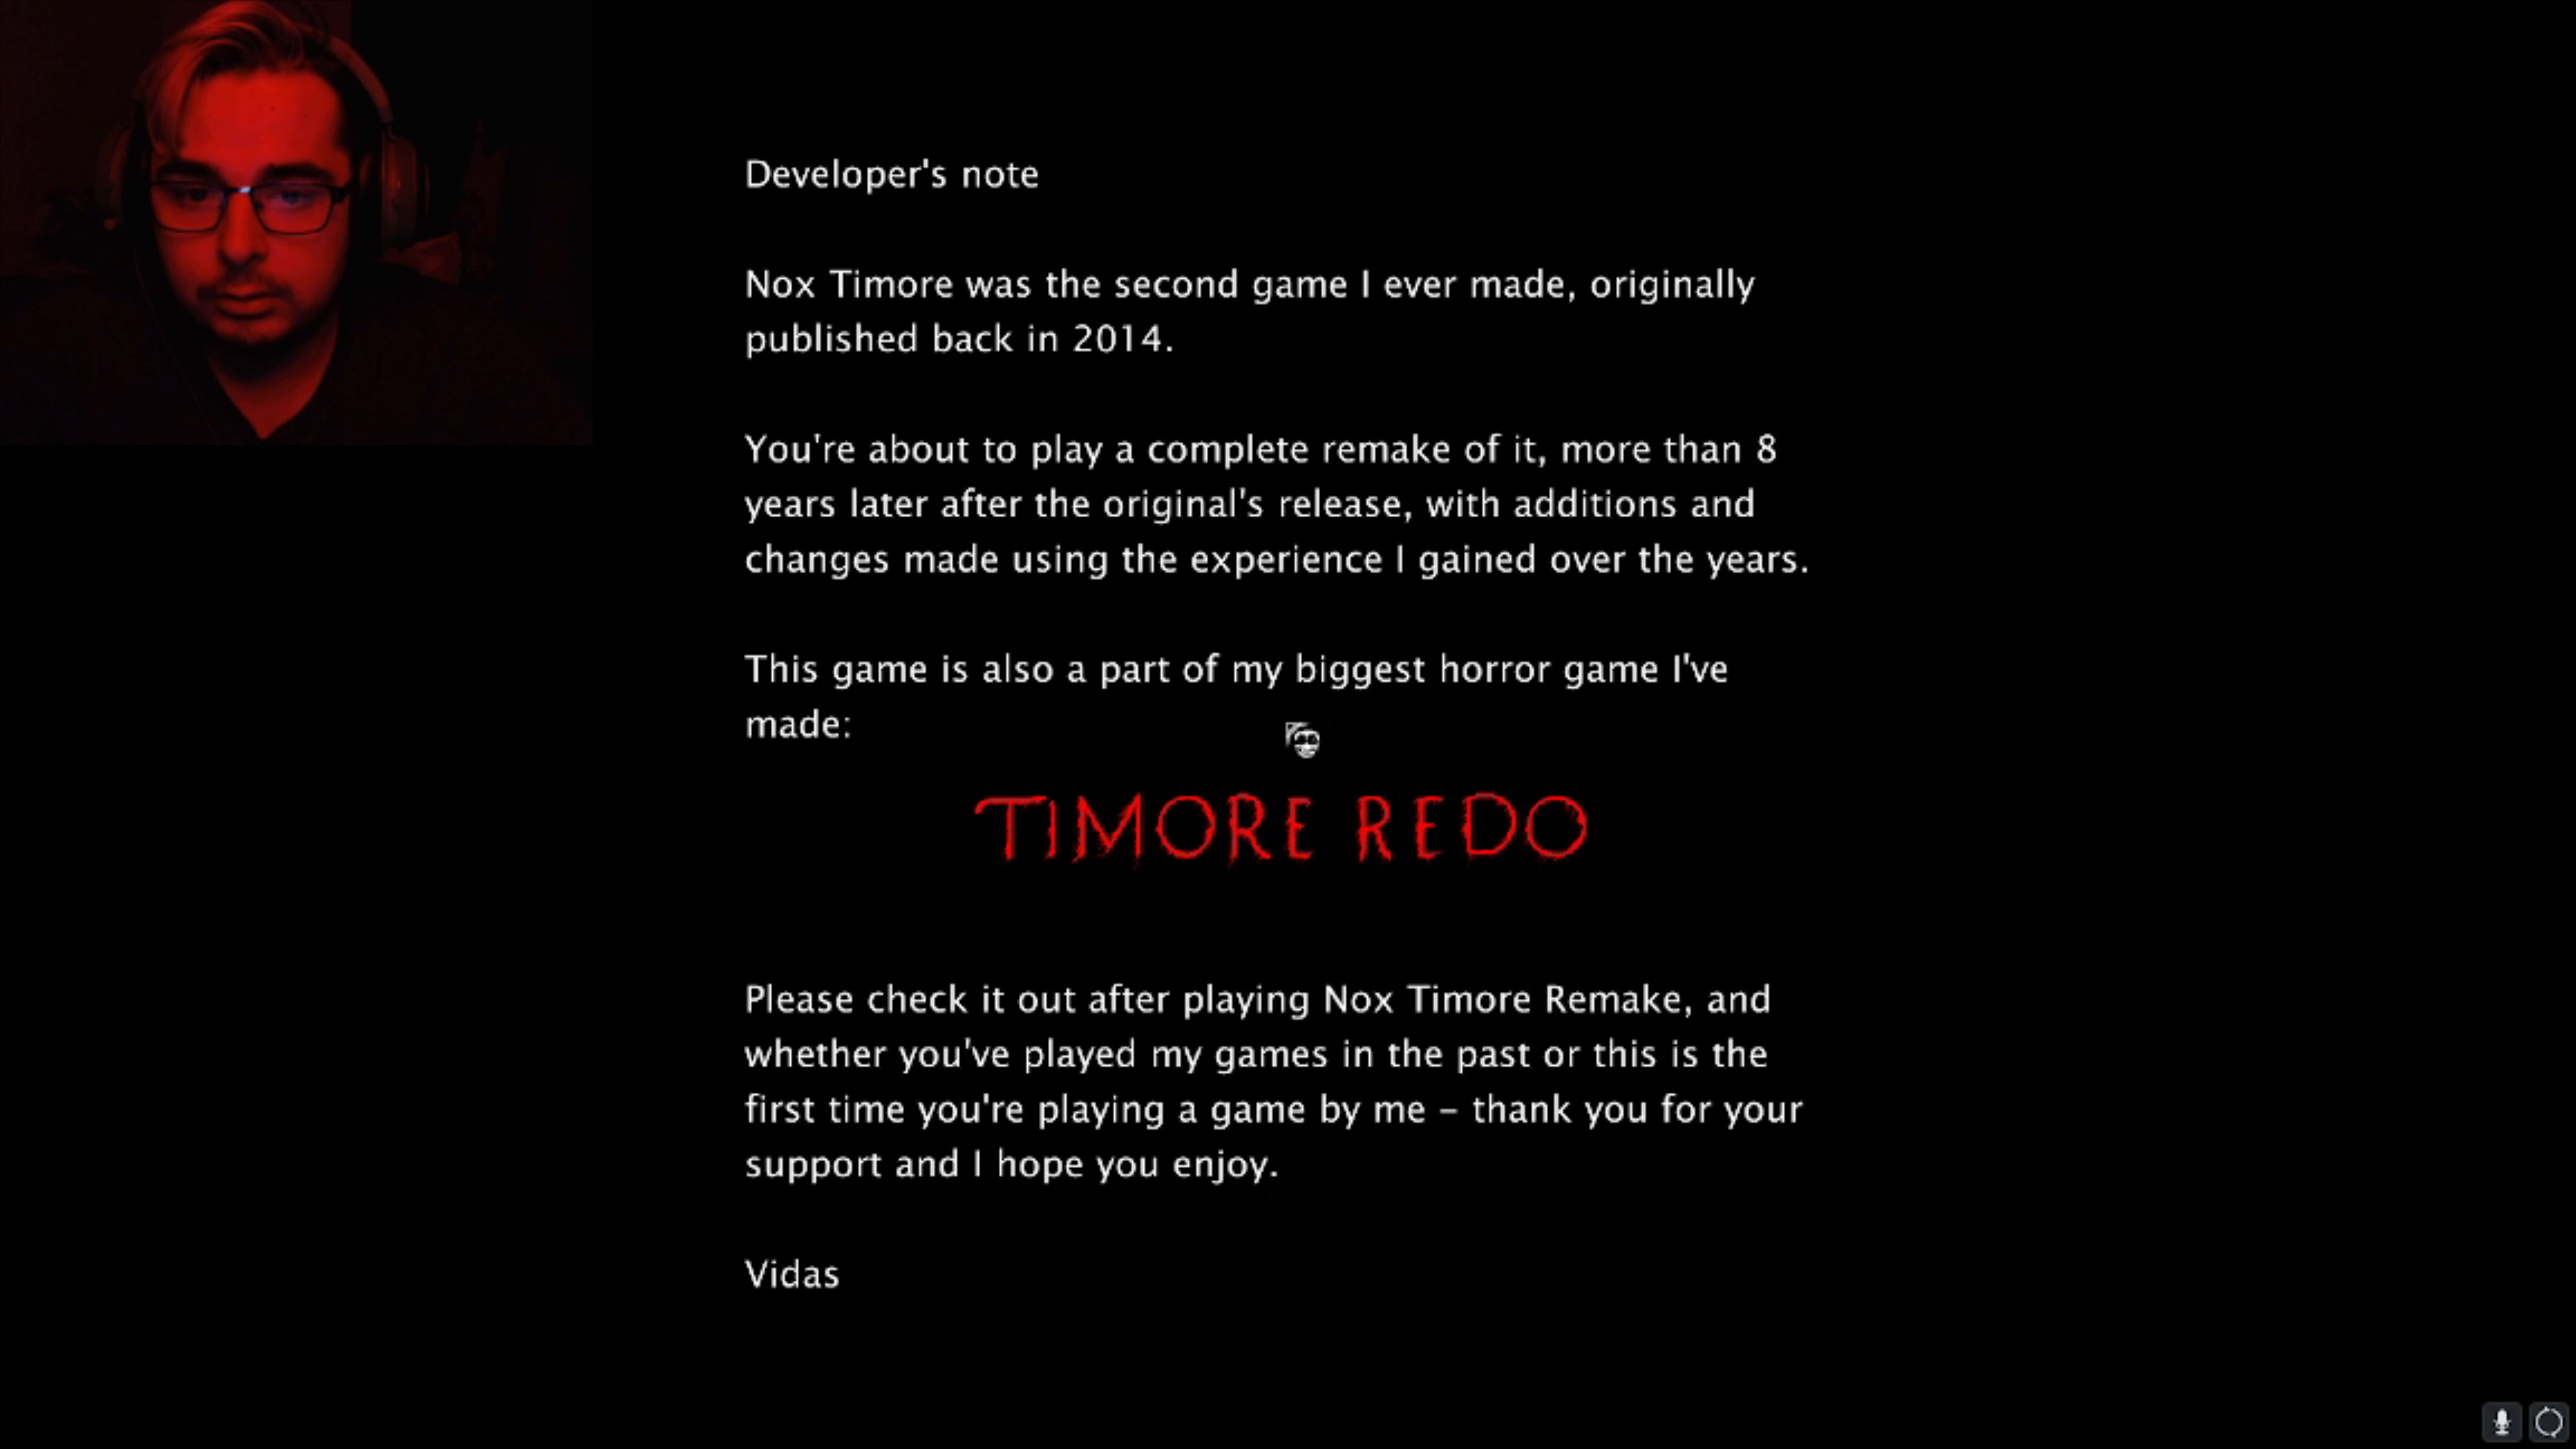 Developer's note
Nox Timore was the second game I ever made, originally
published back in 2014.
You're about to play a complete remake of it, more than 8
years later after the original's release, with additions and
changes made using the experience I gained over the years.
This game is also a part of my biggest horror game I've
made:
TIMORE REDO
Please check it out after playing Nox Timore Remake, and
whether you've played my games in the past or this is the
first time you're playing a game by me – thank you for your
support and I hope you enjoy.
Vidas